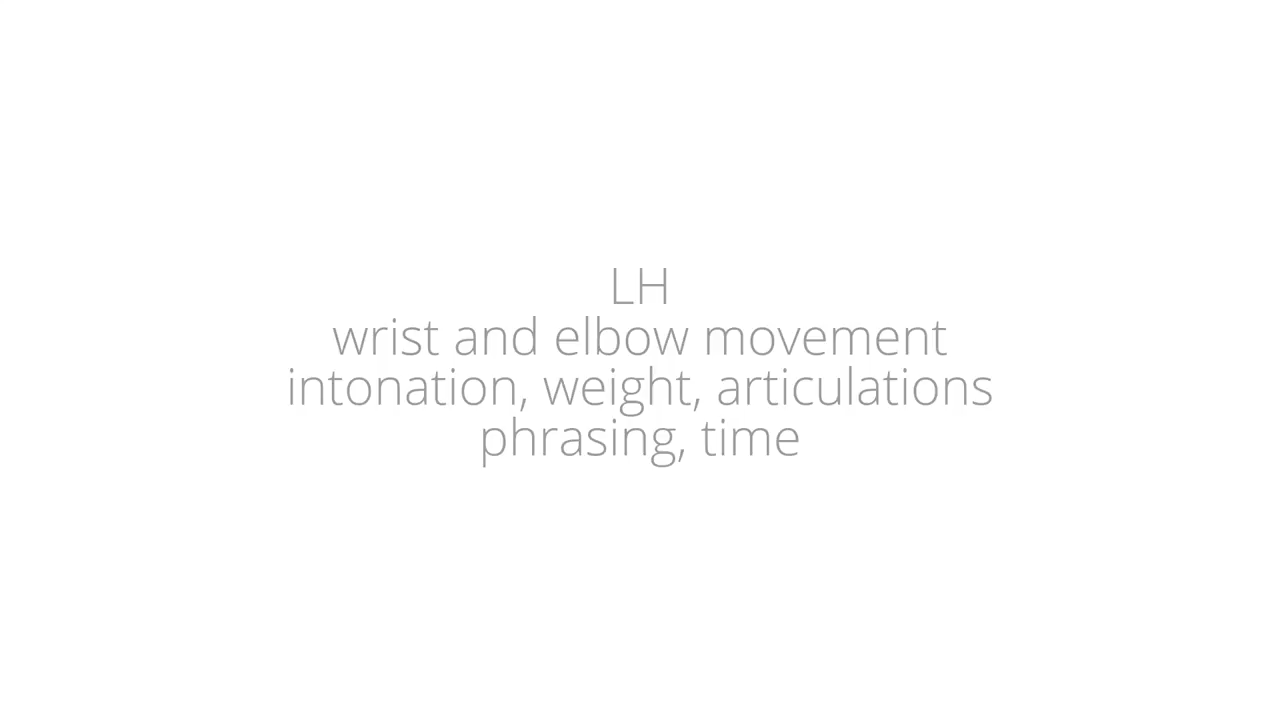 LH
wrist and elbow movement
intonation, weight, articulations
phrasing, time